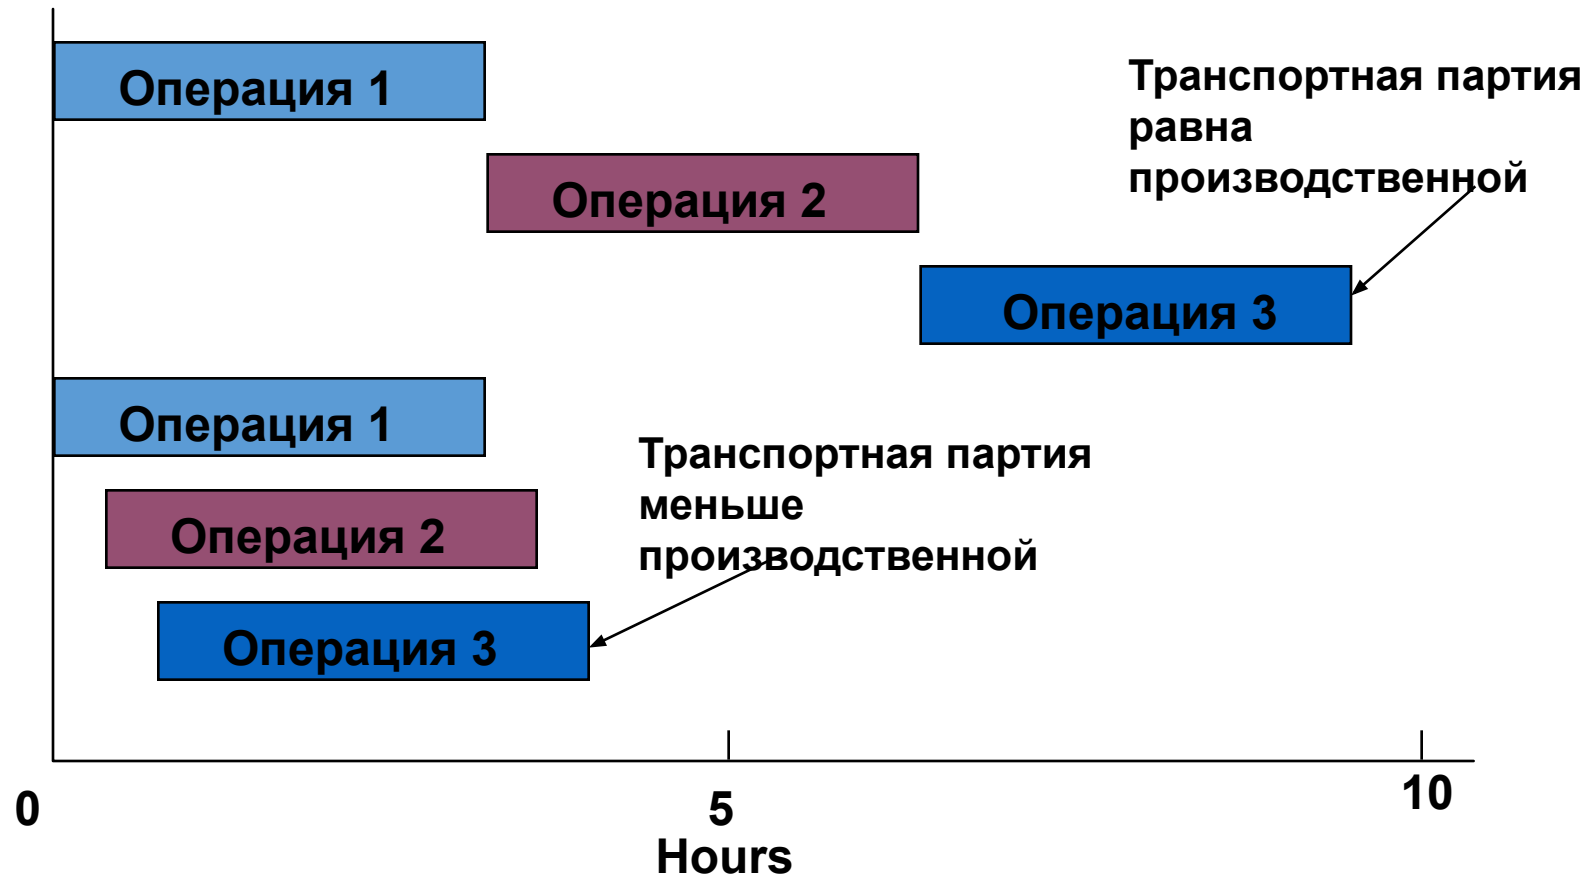 Операция 1
Транспортная партия
равна
производственной
Операция 2
Операция 3
Операция 1
Транспортная партия
меньше
производственной
Операция 2
Операция 3
0
5
10
Hours